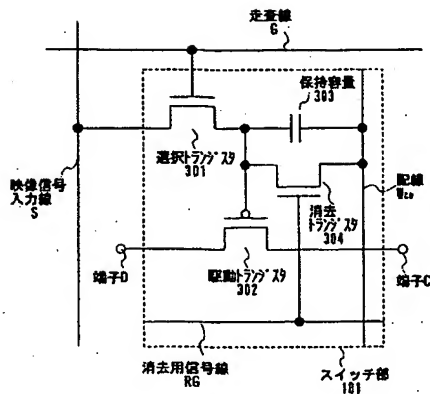 走査線
G
保持容量
303
選択トランジスタ
301
映像信号
入力線
S
消去
トランジスタ
304
配線
Wco
端子D
駆動トランジスタ
302
端子C
消去用信号線
RG
スイッチ部
101